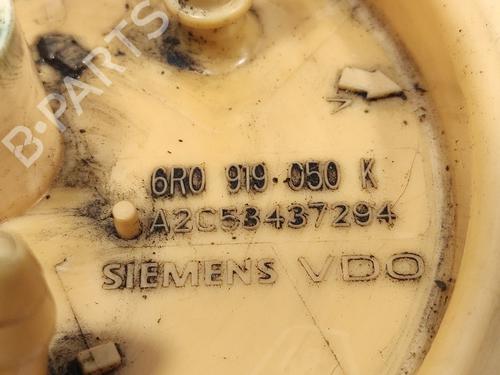 B-PARTS
6R0 919 050 K
A2C53437294
SIEMENS VDO